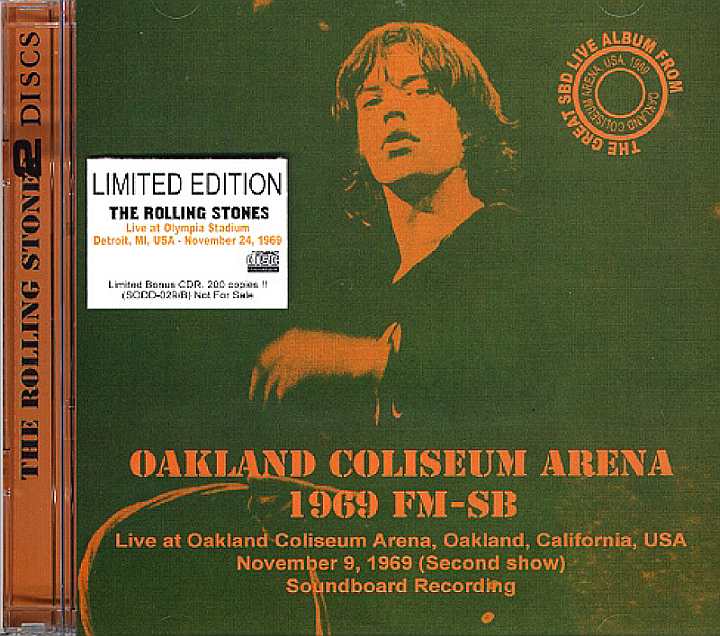 THE ROLLING STONES
2 DISCS
THE GREAT SBD LIVE ALBUM FROM
OAKLAND COLISEUM ARENA, USA, 1969
LIMITED EDITION
THE ROLLING STONES
Live at Olympia Stadium
Detroit, MI, USA - November 24, 1969
Limited Bonus CDR, 200 copies !!
(SODD-029/B) Not For Sale
OAKLAND COLISEUM ARENA
1969 FM-SB
Live at Oakland Coliseum Arena, Oakland, California, USA
November 9, 1969 (Second show)
Soundboard Recording